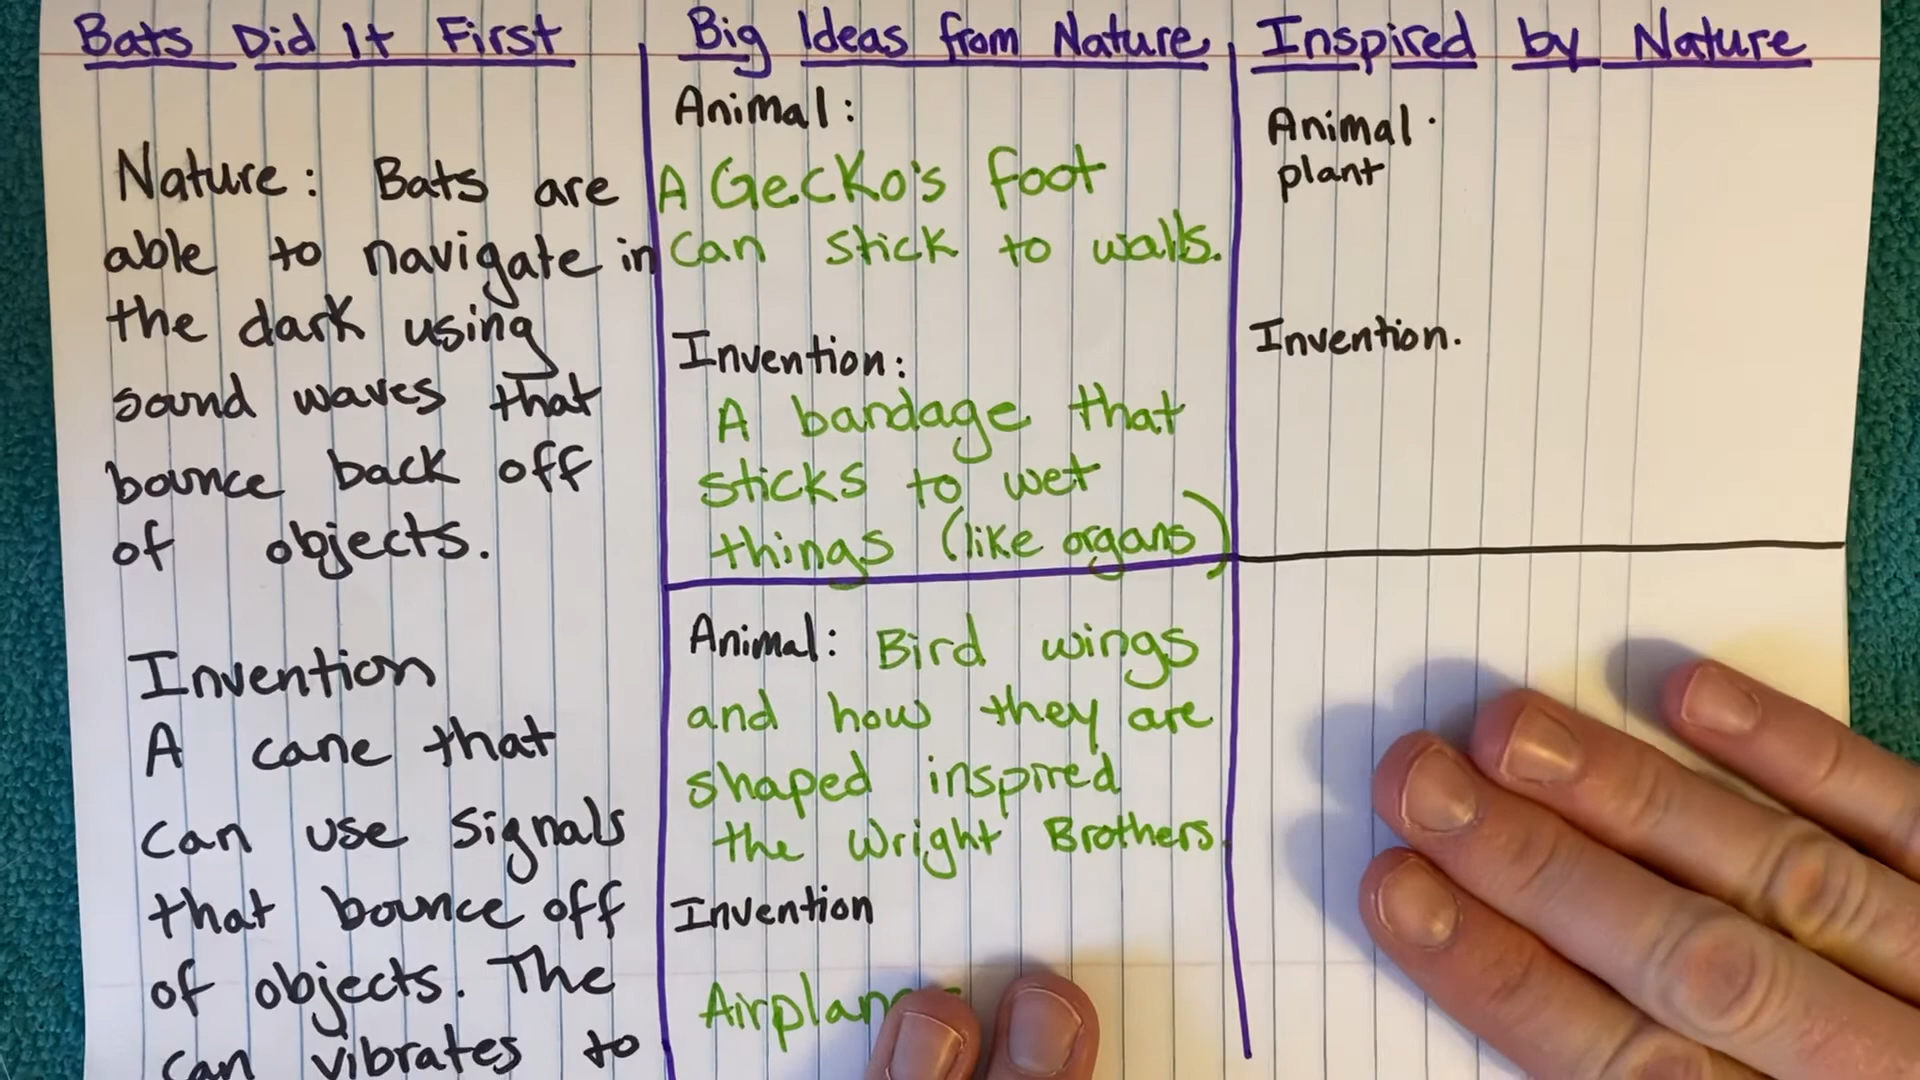 Bats Did It First
Nature: Bats are
able to navigate in
the dark using
sound waves that
bounce back off
of objects.
Invention
A cane that
can use signals
that bounce off
of objects. The
can vibrates to
Big Ideas from Nature
Animal:
A Gecko's foot
can stick to walls.
Invention:
A bandage that
sticks to wet
things (like organs)
Animal: Bird wings
and how they are
shaped inspired
the Wright Brothers.
Invention
Inspired by Nature
Animal.
plant
Invention.